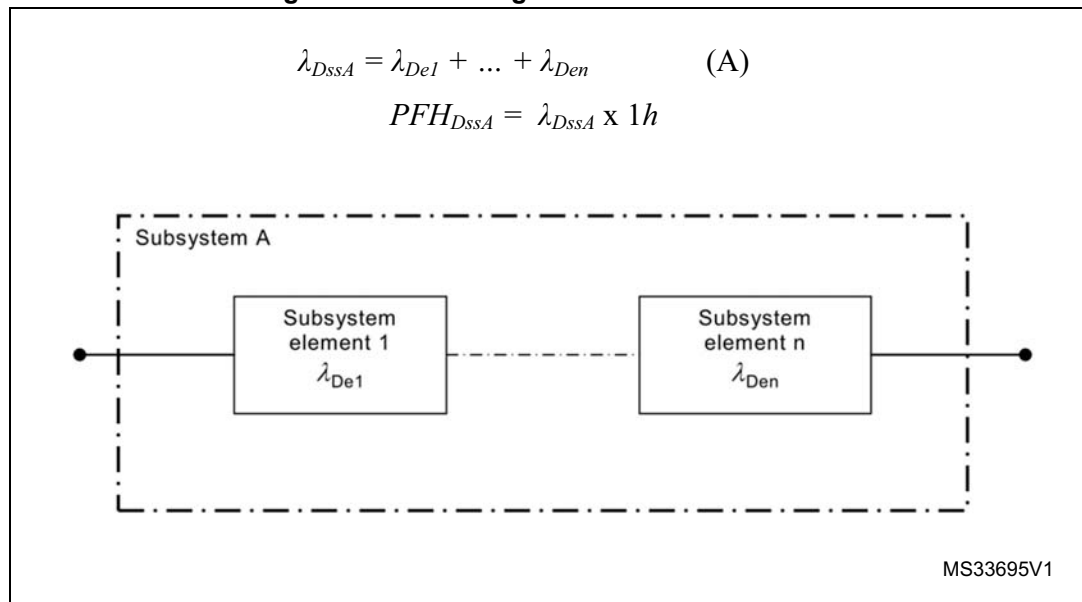 λDssA = λDe1 + ... + λDen (A)
PFHDssA = λDssA x 1h
Subsystem A
Subsystem
element 1
λDe1
Subsystem
element n
λDen
MS33695V1